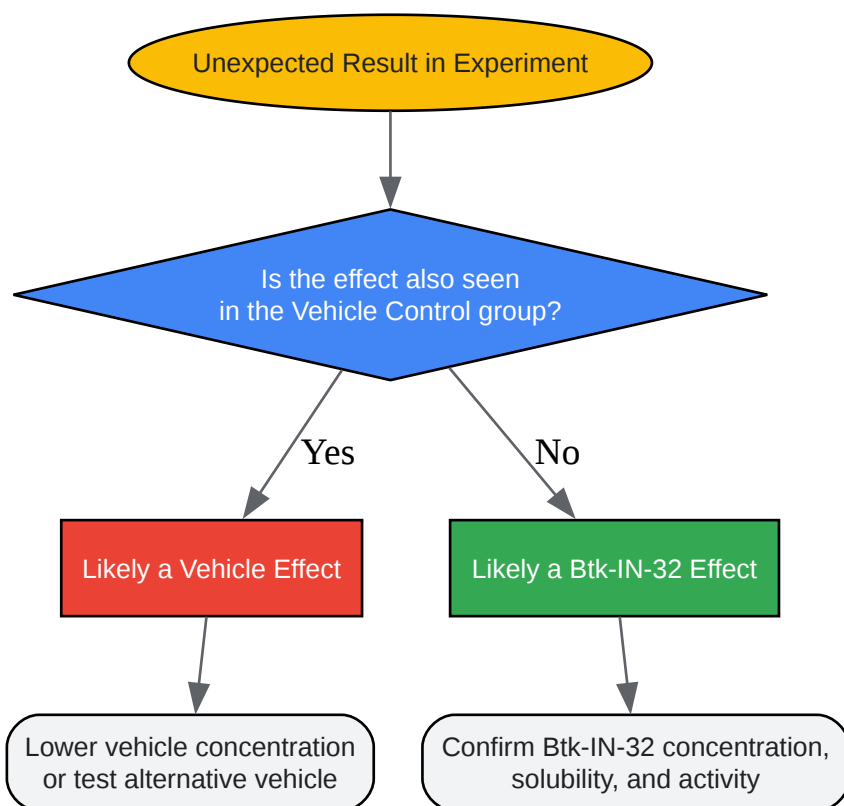 Unexpected Result in Experiment
Is the effect also seen
in the Vehicle Control group?
Yes
No
Likely a Vehicle Effect
Likely a Btk-IN-32 Effect
Lower vehicle concentration
or test alternative vehicle
Confirm Btk-IN-32 concentration,
solubility, and activity